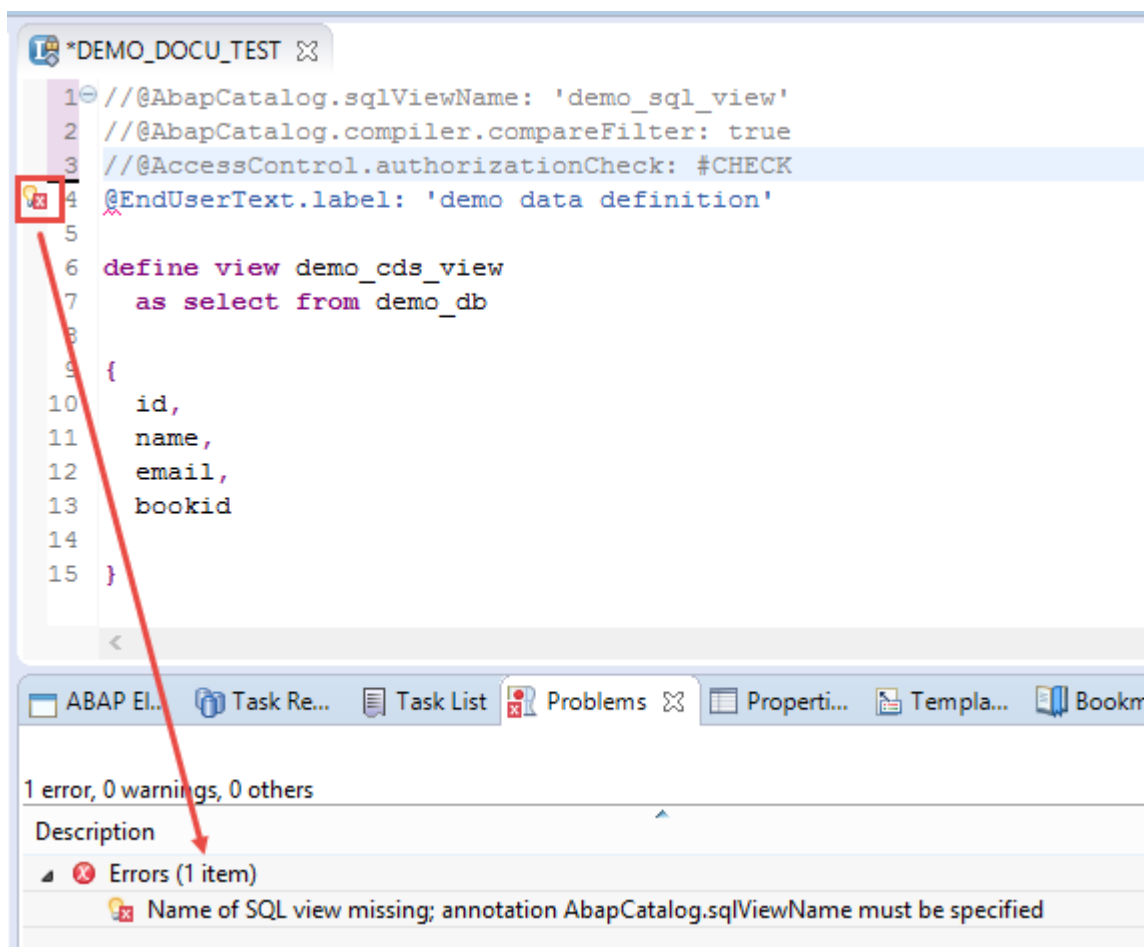 *DEMO_DOCU_TEST
1 //@AbapCatalog.sqlViewName: 'demo_sql_view'
2 //@AbapCatalog.compiler.compareFilter: true
3 //@AccessControl.authorizationCheck: #CHECK
4 @EndUserText.label: 'demo data definition'
5
6 define view demo_cds_view
7 as select from demo_db
8
9 {
10 id,
11 name,
12 email,
13 bookid
14
15 }
ABAP El... Task Re... Task List Problems Properti... Templa... Bookm
1 error, 0 warnings, 0 others
Description
Errors (1 item)
Name of SQL view missing; annotation AbapCatalog.sqlViewName must be specified